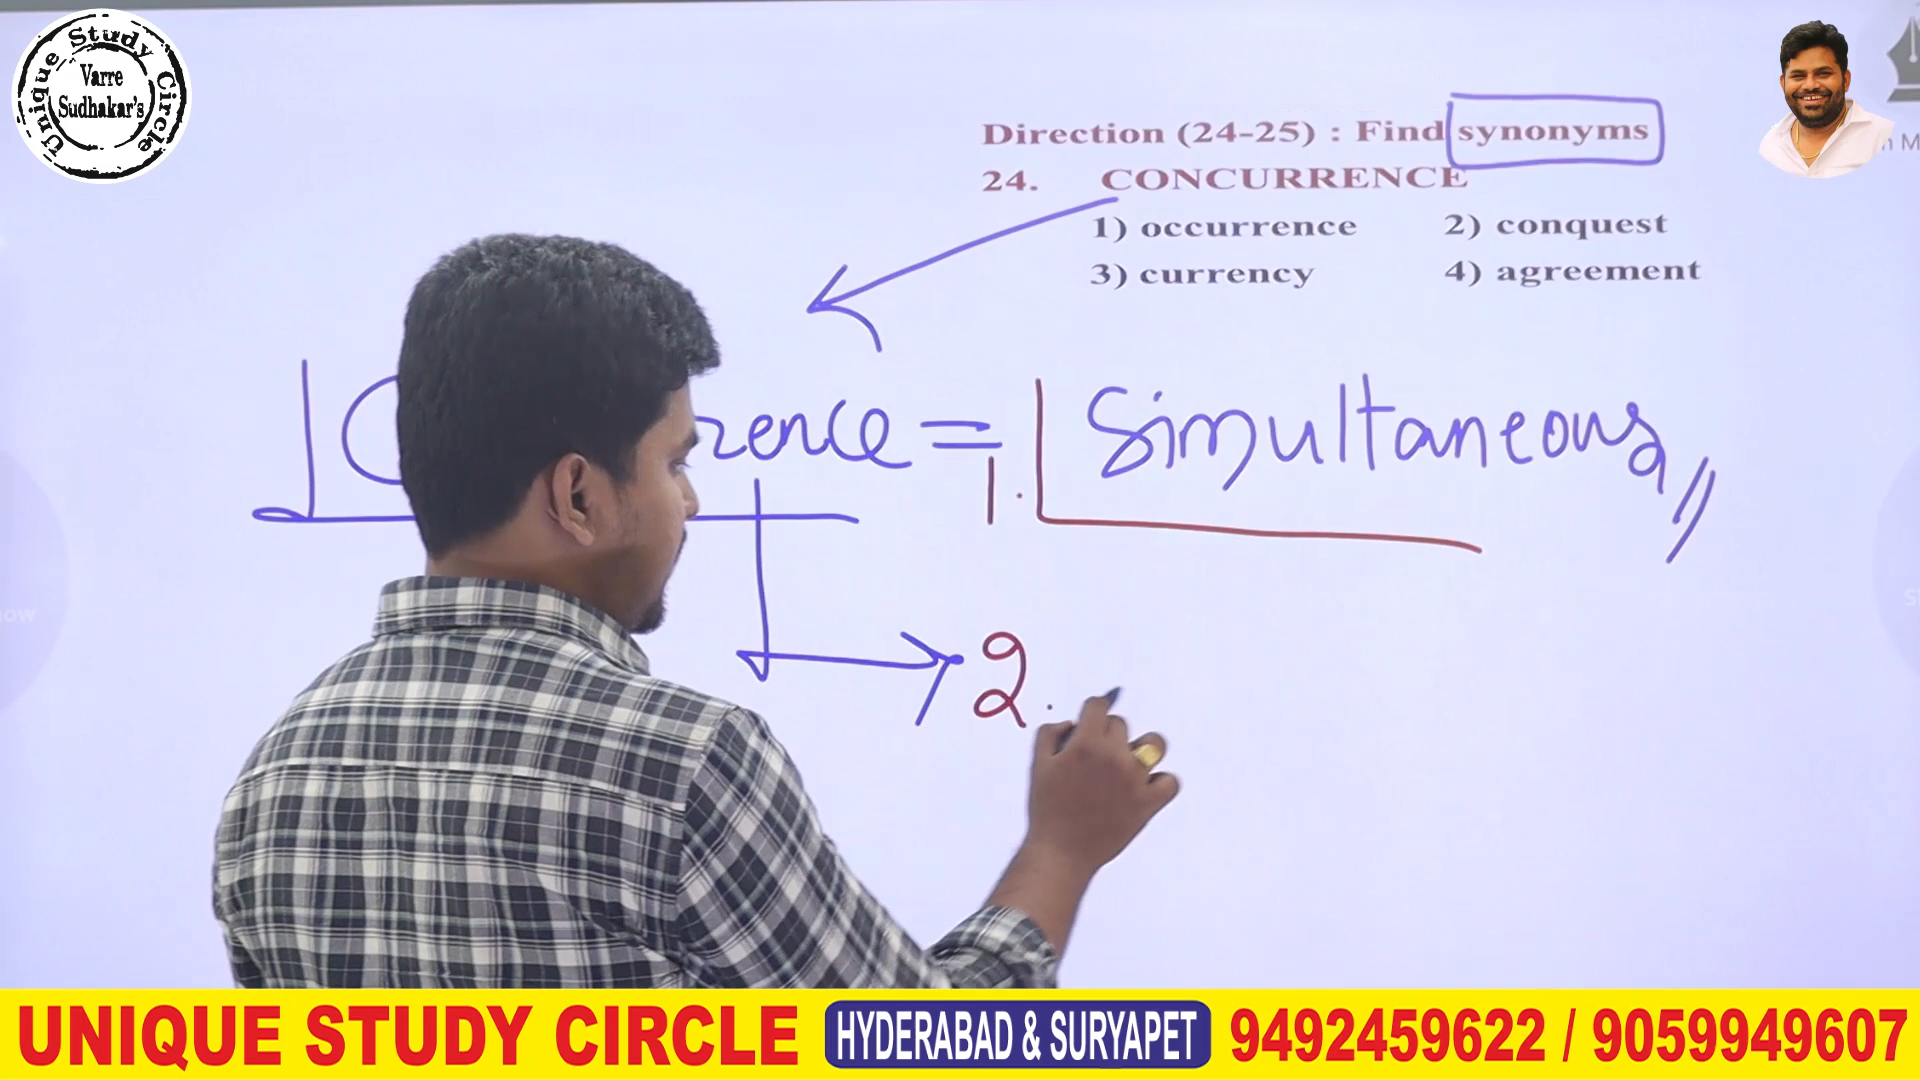 Unique Study Circle
Varre
Sudhakar's
Direction (24-25) : Find synonyms
24. CONCURRENCE
1) occurrence 2) conquest
3) currency 4) agreement
= 1. Simultaneous
2.
UNIQUE STUDY CIRCLE HYDERABAD & SURYAPET 9492459622 / 9059949607